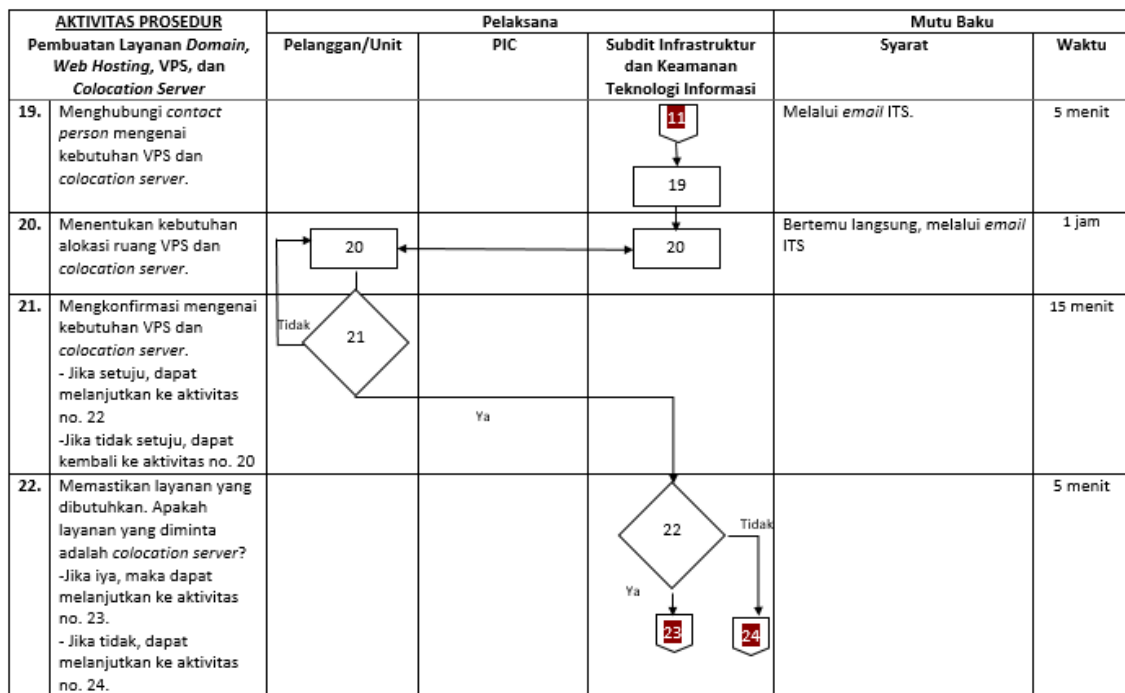 AKTIVITAS PROSEDUR
Pembuatan Layanan Domain,
Web Hosting, VPS, dan
Colocation Server
Pelaksana
Mutu Baku
Pelanggan/Unit
PIC
Subdit Infrastruktur
dan Keamanan
Teknologi Informasi
Syarat
Waktu
19.
Menghubungi contact
person mengenai
kebutuhan VPS dan
colocation server.
11
19
Melalui email ITS.
5 menit
20.
Menentukan kebutuhan
alokasi ruang VPS dan
colocation server.
20
20
Bertemu langsung, melalui email
ITS
1 jam
21.
Mengkonfirmasi mengenai
kebutuhan VPS dan
colocation server.
- Jika setuju, dapat
melanjutkan ke aktivitas
no. 22
-Jika tidak setuju, dapat
kembali ke aktivitas no. 20
Tidak
21
Ya
15 menit
22.
Memastikan layanan yang
dibutuhkan. Apakah
layanan yang diminta
adalah colocation server?
-Jika iya, maka dapat
melanjutkan ke aktivitas
no. 23.
- Jika tidak, dapat
melanjutkan ke aktivitas
no. 24.
22
Tidak
Ya
23
24
5 menit